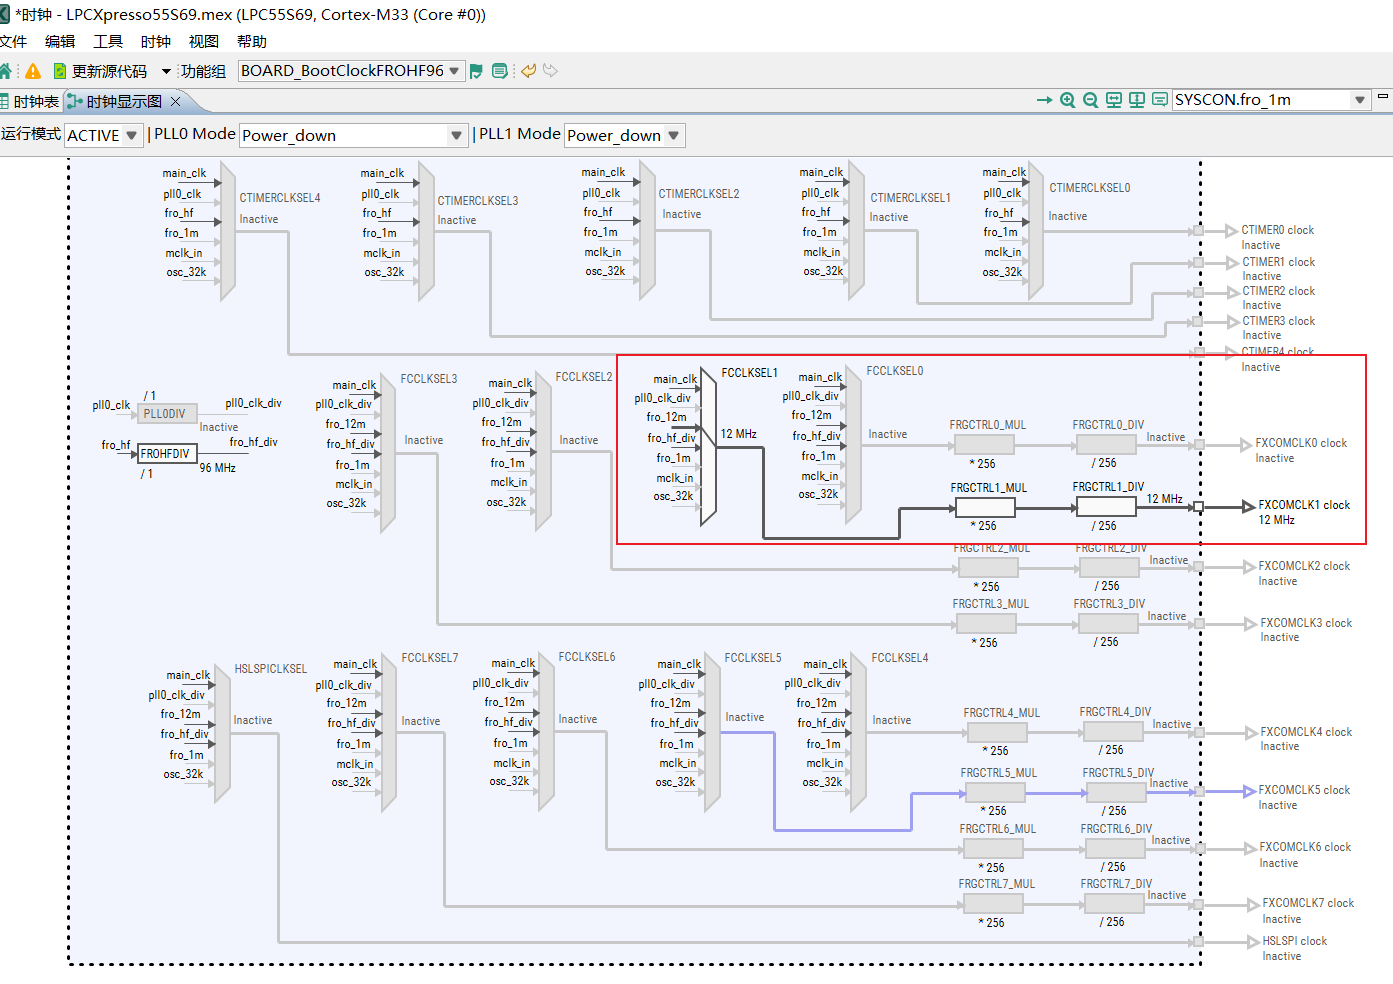 *时钟 - LPCXpresso55S69.mex (LPC55S69, Cortex-M33 (Core #0))
文件 编辑 工具 时钟 视图 帮助
更新源代码 功能组 BOARD_BootClockFROHF96
时钟表 时钟显示图 SYSCON.fro_1m
运行模式 ACTIVE | PLL0 Mode Power_down | PLL1 Mode Power_down
main_clk
pll0_clk
fro_hf
fro_1m
mclk_in
osc_32k
CTIMERCLKSEL4
Inactive
main_clk
pll0_clk
fro_hf
fro_1m
mclk_in
osc_32k
CTIMERCLKSEL3
Inactive
main_clk
pll0_clk
fro_hf
fro_1m
mclk_in
osc_32k
CTIMERCLKSEL2
Inactive
main_clk
pll0_clk
fro_hf
fro_1m
mclk_in
osc_32k
CTIMERCLKSEL1
Inactive
main_clk
pll0_clk
fro_hf
fro_1m
mclk_in
osc_32k
CTIMERCLKSEL0
Inactive
CTIMER0 clock
Inactive
CTIMER1 clock
Inactive
CTIMER2 clock
Inactive
CTIMER3 clock
Inactive
CTIMER4 clock
Inactive
pll0_clk
/ 1
PLL0DIV
pll0_clk_div
Inactive
fro_hf
FROHFDIV
/ 1
fro_hf_div
96 MHz
main_clk
pll0_clk_div
fro_12m
fro_hf_div
fro_1m
mclk_in
osc_32k
FCCLKSEL3
Inactive
main_clk
pll0_clk_div
fro_12m
fro_hf_div
fro_1m
mclk_in
osc_32k
FCCLKSEL2
Inactive
main_clk
pll0_clk_div
fro_12m
fro_hf_div
fro_1m
mclk_in
osc_32k
FCCLKSEL1
12 MHz
main_clk
pll0_clk_div
fro_12m
fro_hf_div
fro_1m
mclk_in
osc_32k
FCCLKSEL0
Inactive
FRGCTRL0_MUL
* 256
FRGCTRL0_DIV
/ 256
Inactive
FXCOMCLK0 clock
Inactive
FRGCTRL1_MUL
* 256
FRGCTRL1_DIV
/ 256
12 MHz
FXCOMCLK1 clock
12 MHz
FRGCTRL2_MUL
* 256
FRGCTRL2_DIV
/ 256
Inactive
FXCOMCLK2 clock
Inactive
FRGCTRL3_MUL
* 256
FRGCTRL3_DIV
/ 256
Inactive
FXCOMCLK3 clock
Inactive
main_clk
pll0_clk_div
fro_12m
fro_hf_div
fro_1m
osc_32k
HSLSPICLKSEL
Inactive
main_clk
pll0_clk_div
fro_12m
fro_hf_div
fro_1m
mclk_in
osc_32k
FCCLKSEL7
Inactive
main_clk
pll0_clk_div
fro_12m
fro_hf_div
fro_1m
mclk_in
osc_32k
FCCLKSEL6
Inactive
main_clk
pll0_clk_div
fro_12m
fro_hf_div
fro_1m
mclk_in
osc_32k
FCCLKSEL5
Inactive
main_clk
pll0_clk_div
fro_12m
fro_hf_div
fro_1m
mclk_in
osc_32k
FCCLKSEL4
Inactive
FRGCTRL4_MUL
* 256
FRGCTRL4_DIV
/ 256
Inactive
FXCOMCLK4 clock
Inactive
FRGCTRL5_MUL
* 256
FRGCTRL5_DIV
/ 256
Inactive
FXCOMCLK5 clock
Inactive
FRGCTRL6_MUL
* 256
FRGCTRL6_DIV
/ 256
Inactive
FXCOMCLK6 clock
Inactive
FRGCTRL7_MUL
* 256
FRGCTRL7_DIV
/ 256
Inactive
FXCOMCLK7 clock
Inactive
HSLSPI clock
Inactive